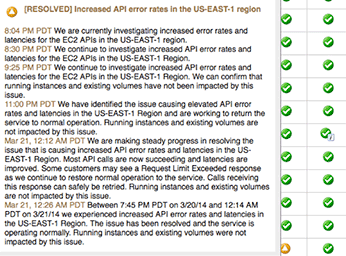 [RESOLVED] Increased API error rates in the US-EAST-1 region
8:04 PM PDT We are currently investigating increased error rates and
latencies for the EC2 APIs in the US-EAST-1 region.
8:30 PM PDT We continue to investigate increased API error rates and
latencies for the EC2 APIs in the US-EAST-1 Region.
9:25 PM PDT We continue to investigate increased API error rates and
latencies for the EC2 APIs in the US-EAST-1 Region. We can confirm that
running instances and existing volumes have not been impacted by this
issue.
11:00 PM PDT We have identified the issue causing elevated API error
rates and latencies in the US-EAST-1 Region and are working to return the
service to normal operation. Running instances and existing volumes are
not impacted by this issue.
Mar 21, 12:12 AM PDT We are making steady progress in resolving the
issue that is causing increased API error rates and latencies in the US-
EAST-1 Region. Most API calls are now succeeding and latencies are
improved. Some customers may see a Request Limit Exceeded response
as we continue to restore normal operation to the service. Calls receiving
this response can safely be retried. Running instances and existing volumes
are not impacted by this issue.
Mar 21, 12:26 AM PDT Between 7:45 PM PDT on 3/20/14 and 12:14 AM
PDT on 3/21/14 we experienced increased API error rates and latencies in
the US-EAST-1 Region. The issue has been resolved and the service is
operating normally. Running instances and existing volumes were not
impacted by this issue.